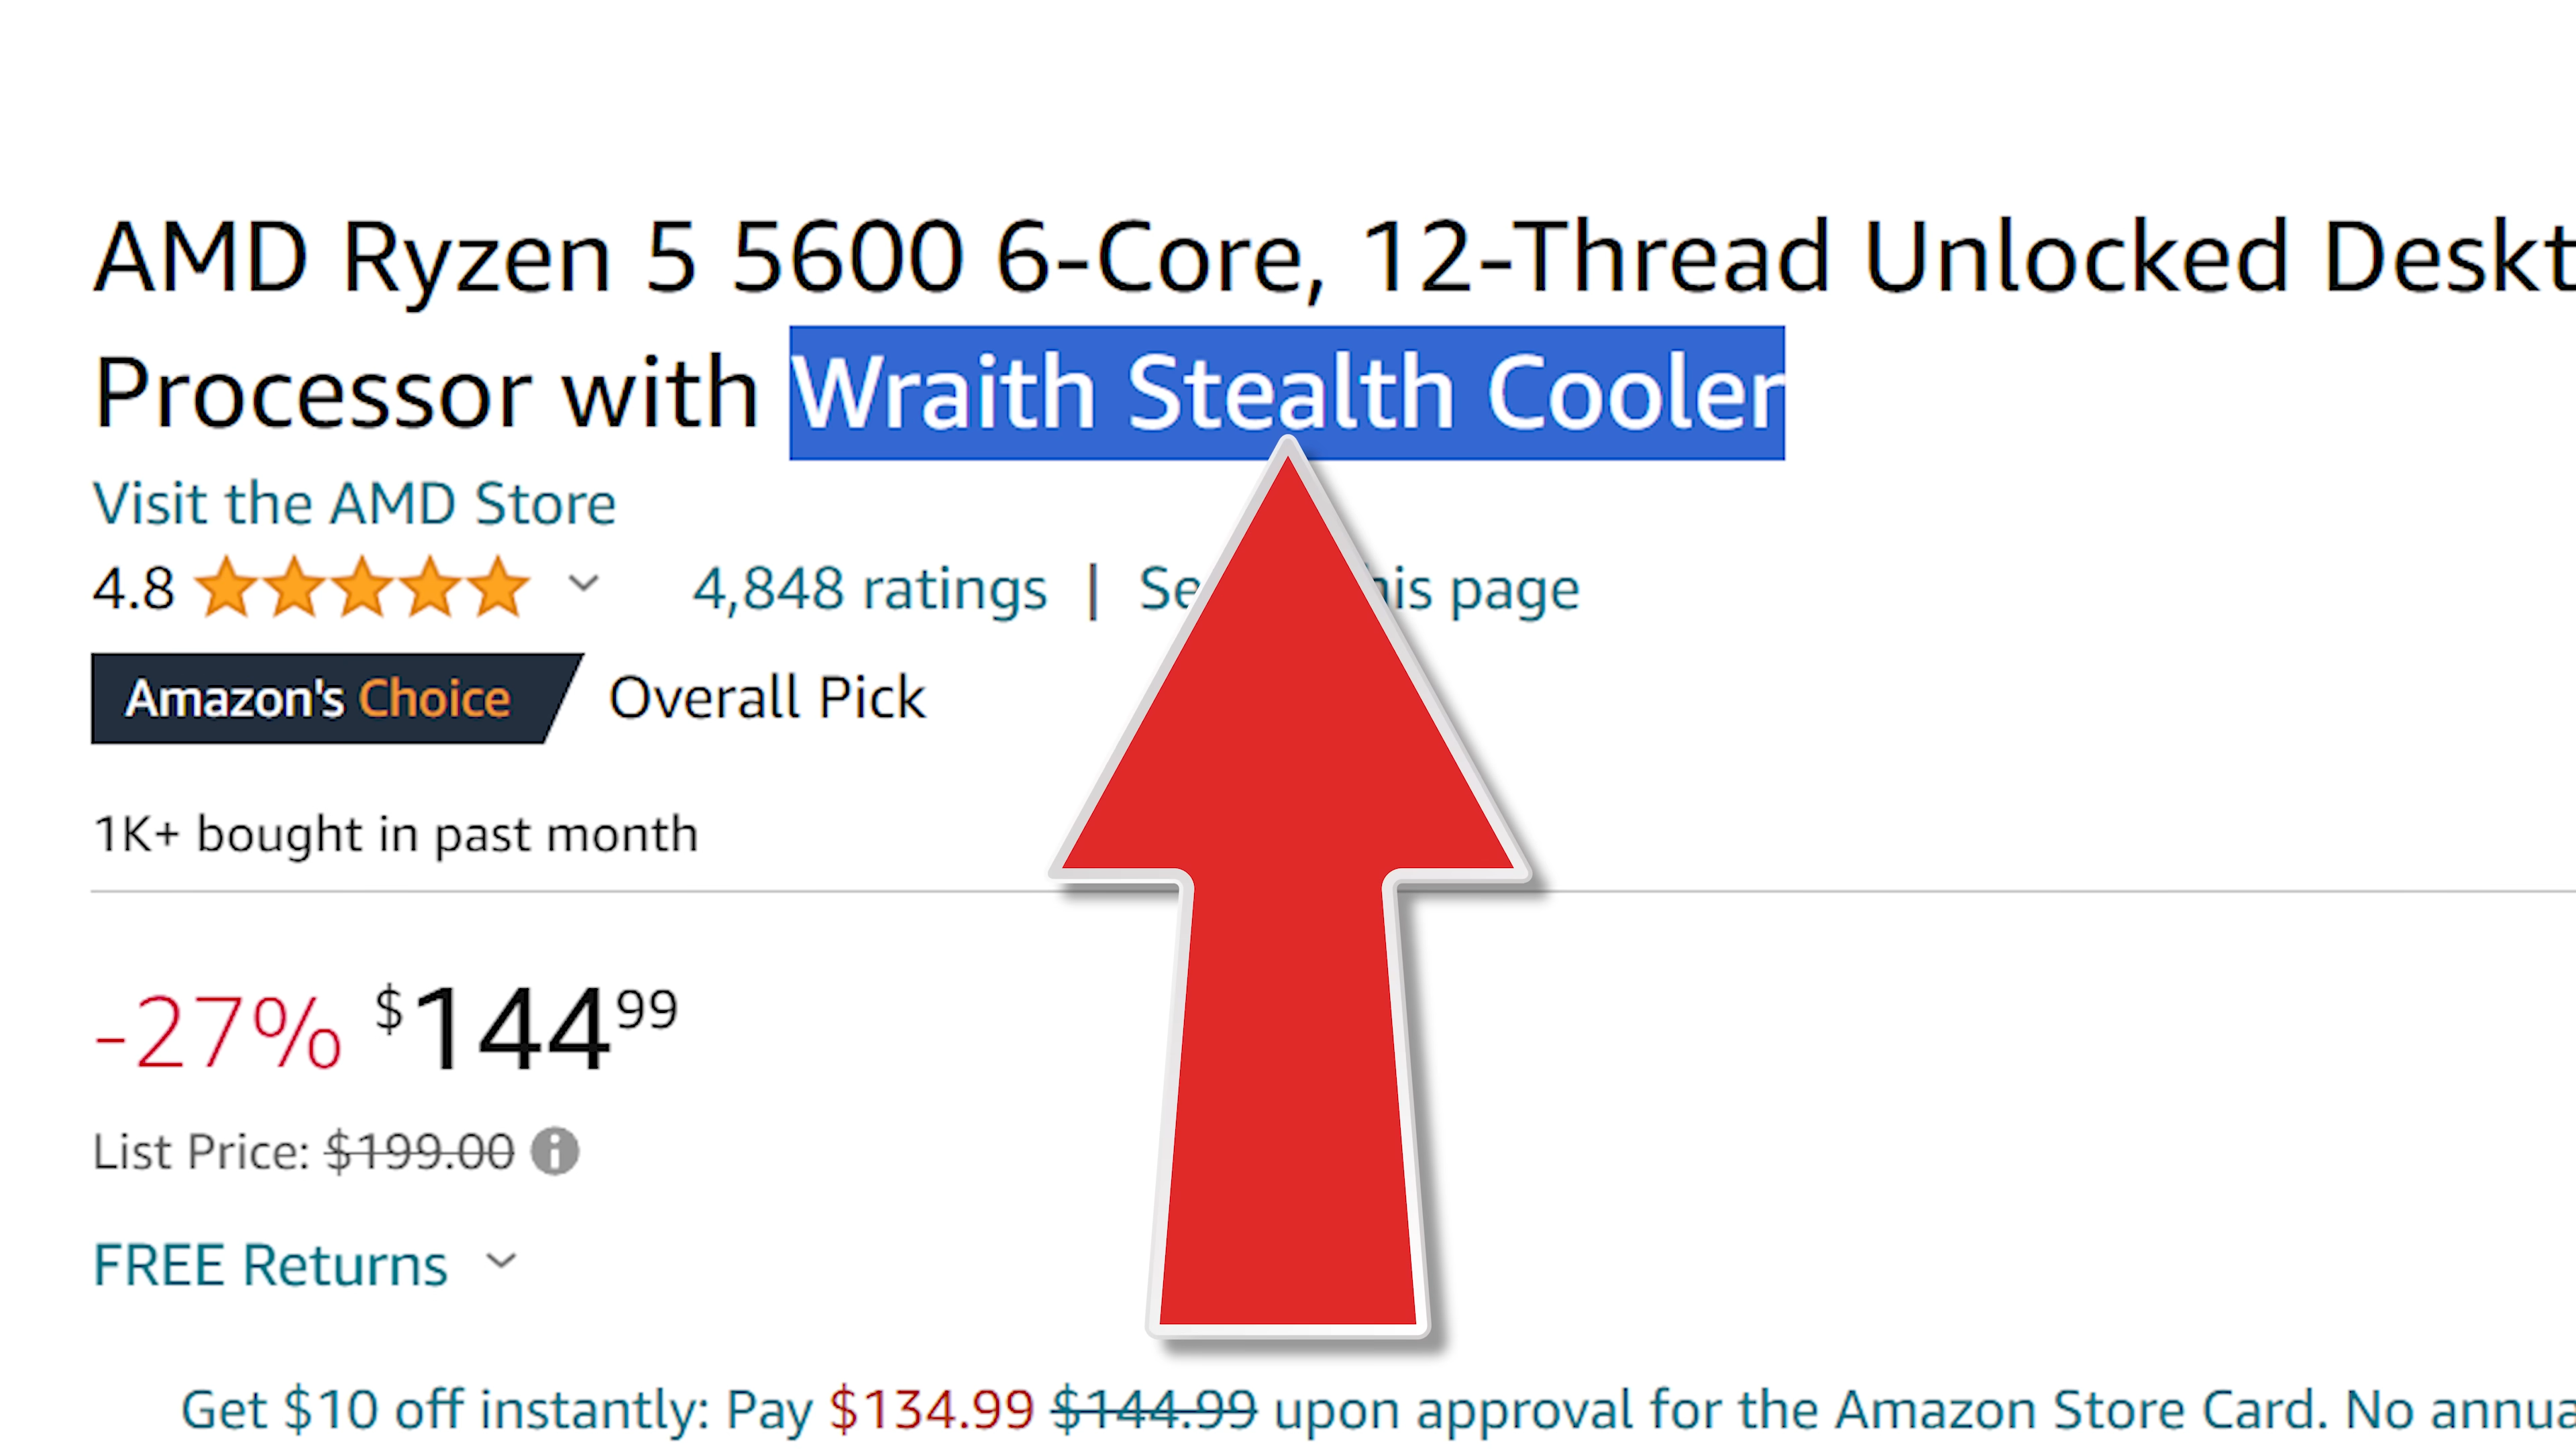 AMD Ryzen 5 5600 6-Core, 12-Thread Unlocked Deskt
Processor with Wraith Stealth Cooler
Visit the AMD Store
4.8 4,848 ratings | page
Amazon's Choice Overall Pick
1K+ bought in past month
-27% $144.99
List Price: $199.00
FREE Returns
Get $10 off instantly: Pay $134.99 $144.99 upon approval for the Amazon Store Card. No annua